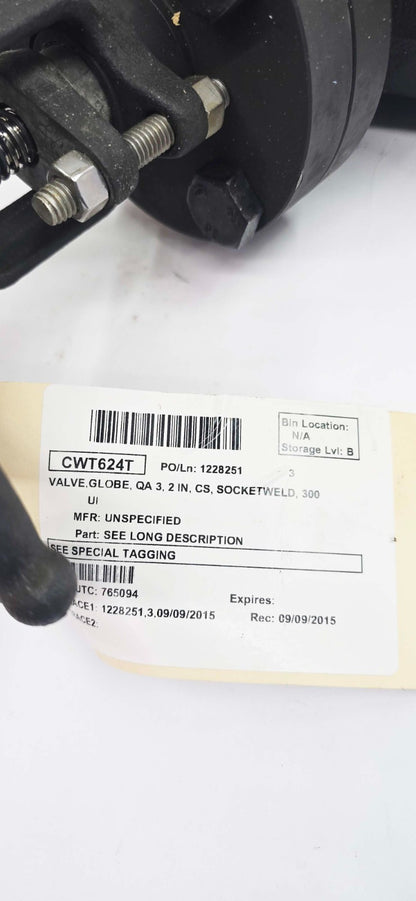 Bin Location:
N/A
Storage Lvl: B
CWT624T PO/Ln: 1228251 3
VALVE,GLOBE, QA 3, 2 IN, CS, SOCKETWELD, 300
UI
MFR: UNSPECIFIED
Part: SEE LONG DESCRIPTION
SEE SPECIAL TAGGING
UTC: 765094 Expires:
ACE1: 1228251,3,09/09/2015 Rec: 09/09/2015
ACE2: